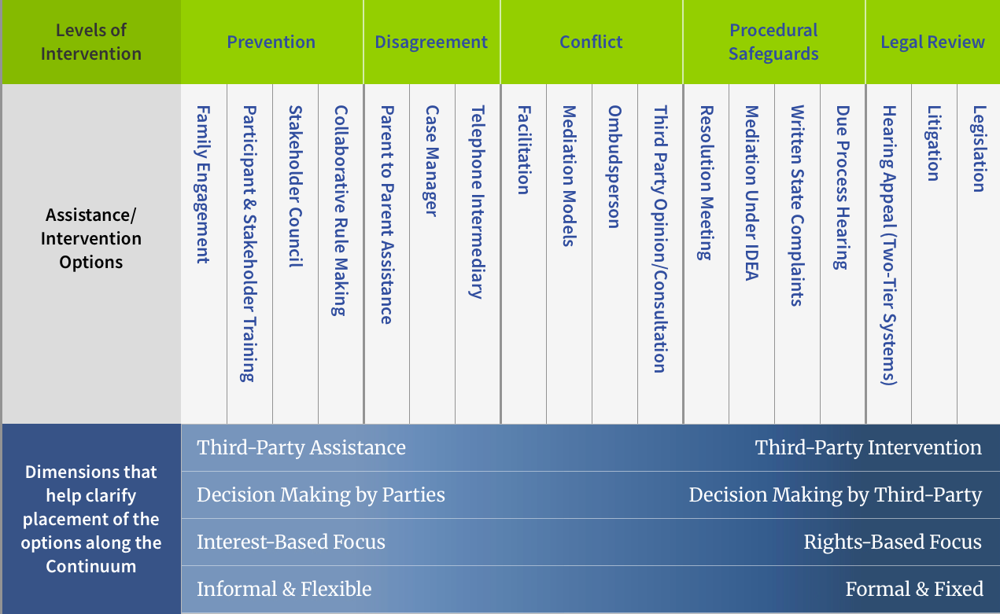 Levels of
Intervention
Prevention
Disagreement
Conflict
Procedural
Safeguards
Legal Review
Assistance/
Intervention
Options
Family Engagement
Participant & Stakeholder Training
Stakeholder Council
Collaborative Rule Making
Parent to Parent Assistance
Case Manager
Telephone Intermediary
Facilitation
Mediation Models
Ombudsperson
Third Party Opinion/Consultation
Resolution Meeting
Mediation Under IDEA
Written State Complaints
Due Process Hearing
Hearing Appeal (Two-Tier Systems)
Litigation
Legislation
Dimensions that
help clarify
placement of the
options along the
Continuum
Third-Party Assistance
Third-Party Intervention
Decision Making by Parties
Decision Making by Third-Party
Interest-Based Focus
Rights-Based Focus
Informal & Flexible
Formal & Fixed